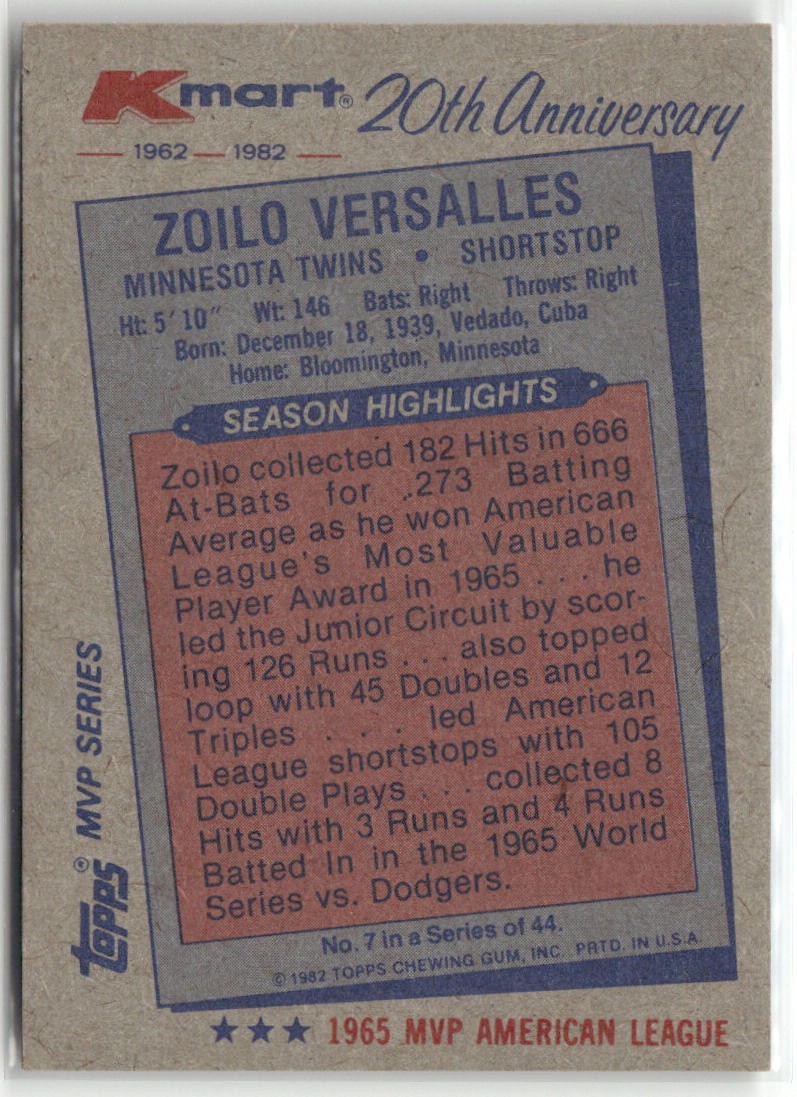 Kmart® 20th Anniversary
1962 — 1982
ZOILO VERSALLES
MINNESOTA TWINS • SHORTSTOP
Ht: 5' 10" Wt: 146 Bats: Right Throws: Right
Born: December 18, 1939, Vedado, Cuba
Home: Bloomington, Minnesota
SEASON HIGHLIGHTS
Zoilo collected 182 Hits in 666
At-Bats for .273 Batting
Average as he won American
League's Most Valuable
Player Award in 1965 . . . he
led the Junior Circuit by scor-
ing 126 Runs . . . also topped
loop with 45 Doubles and 12
Triples . . . led American
League shortstops with 105
Double Plays . . . collected 8
Hits with 3 Runs and 4 Runs
Batted In in the 1965 World
Series vs. Dodgers.
No. 7 in a Series of 44.
© 1982 TOPPS CHEWING GUM, INC. PRTD. IN U.S.A.
TOPPS® MVP SERIES
★★★ 1965 MVP AMERICAN LEAGUE